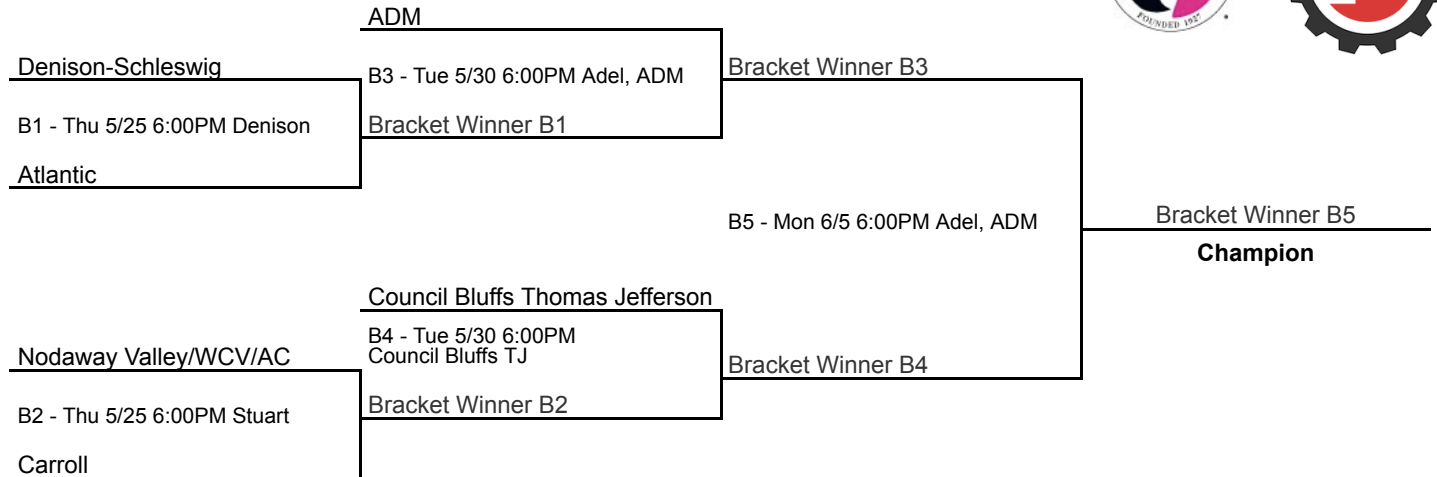 ADM
FOUNDED 1927
Denison-Schleswig
B3 - Tue 5/30 6:00PM Adel, ADM
Bracket Winner B3
B1 - Thu 5/25 6:00PM Denison
Bracket Winner B1
Atlantic
B5 - Mon 6/5 6:00PM Adel, ADM
Bracket Winner B5
Champion
Council Bluffs Thomas Jefferson
B4 - Tue 5/30 6:00PM
Council Bluffs TJ
Nodaway Valley/WCV/AC
Bracket Winner B4
B2 - Thu 5/25 6:00PM Stuart
Bracket Winner B2
Carroll